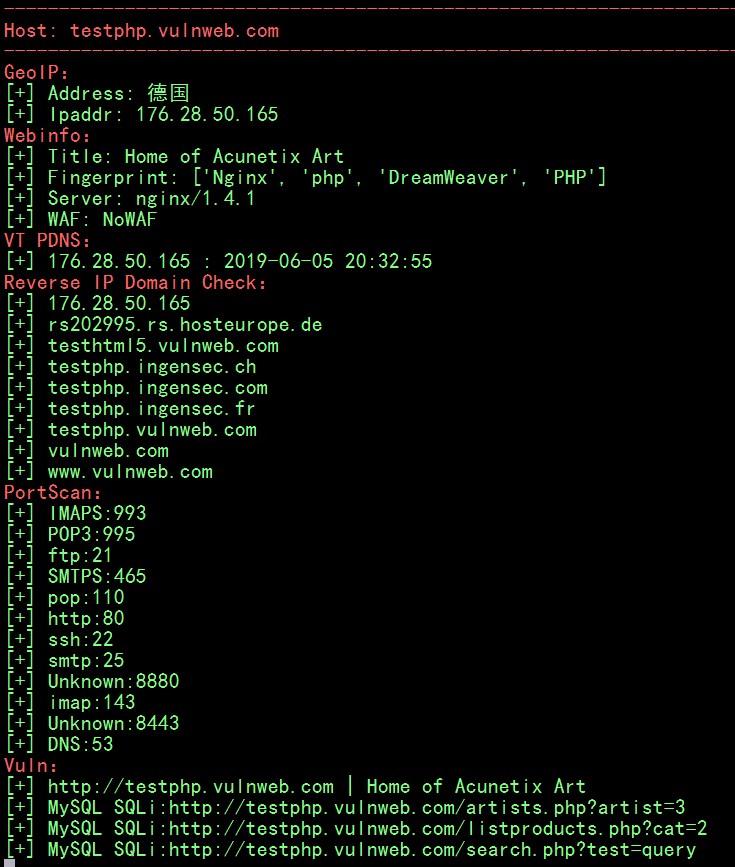 Host: testphp.vulnweb.com
GeoIP:
[+] Address: 德国
[+] Ipaddr: 176.28.50.165
Webinfo:
[+] Title: Home of Acunetix Art
[+] Fingerprint: ['Nginx', 'php', 'DreamWeaver', 'PHP']
[+] Server: nginx/1.4.1
[+] WAF: NoWAF
VT PDNS:
[+] 176.28.50.165 : 2019-06-05 20:32:55
Reverse IP Domain Check:
[+] 176.28.50.165
[+] rs202995.rs.hosteurope.de
[+] testhtml5.vulnweb.com
[+] testphp.ingensec.ch
[+] testphp.ingensec.com
[+] testphp.ingensec.fr
[+] testphp.vulnweb.com
[+] vulnweb.com
[+] www.vulnweb.com
PortScan:
[+] IMAPS:993
[+] POP3:995
[+] ftp:21
[+] SMTPS:465
[+] pop:110
[+] http:80
[+] ssh:22
[+] smtp:25
[+] Unknown:8880
[+] imap:143
[+] Unknown:8443
[+] DNS:53
Vuln:
[+] http://testphp.vulnweb.com | Home of Acunetix Art
[+] MySQL SQLi:http://testphp.vulnweb.com/artists.php?artist=3
[+] MySQL SQLi:http://testphp.vulnweb.com/listproducts.php?cat=2
[+] MySQL SQLi:http://testphp.vulnweb.com/search.php?test=query